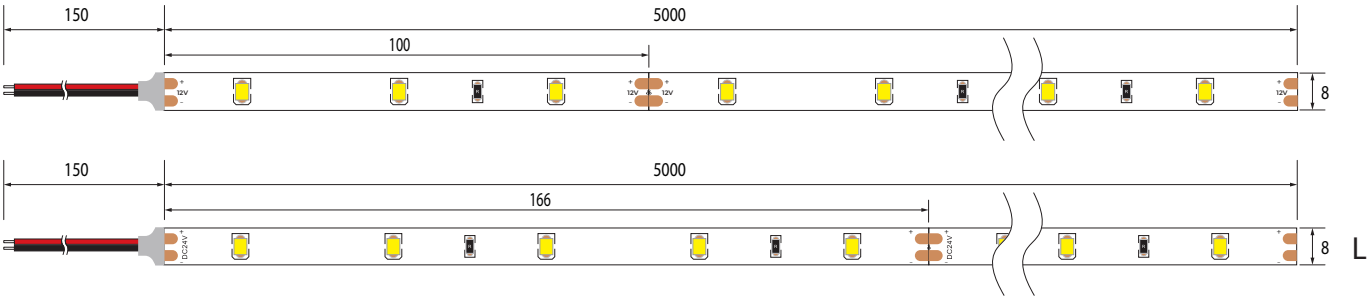 150 5000
100
+ + + +
12V 12V 12V 12V
- - - -
R R R
8
150 5000
166
+ + + +
DC24V DC24V
- - - -
R R R
8 L